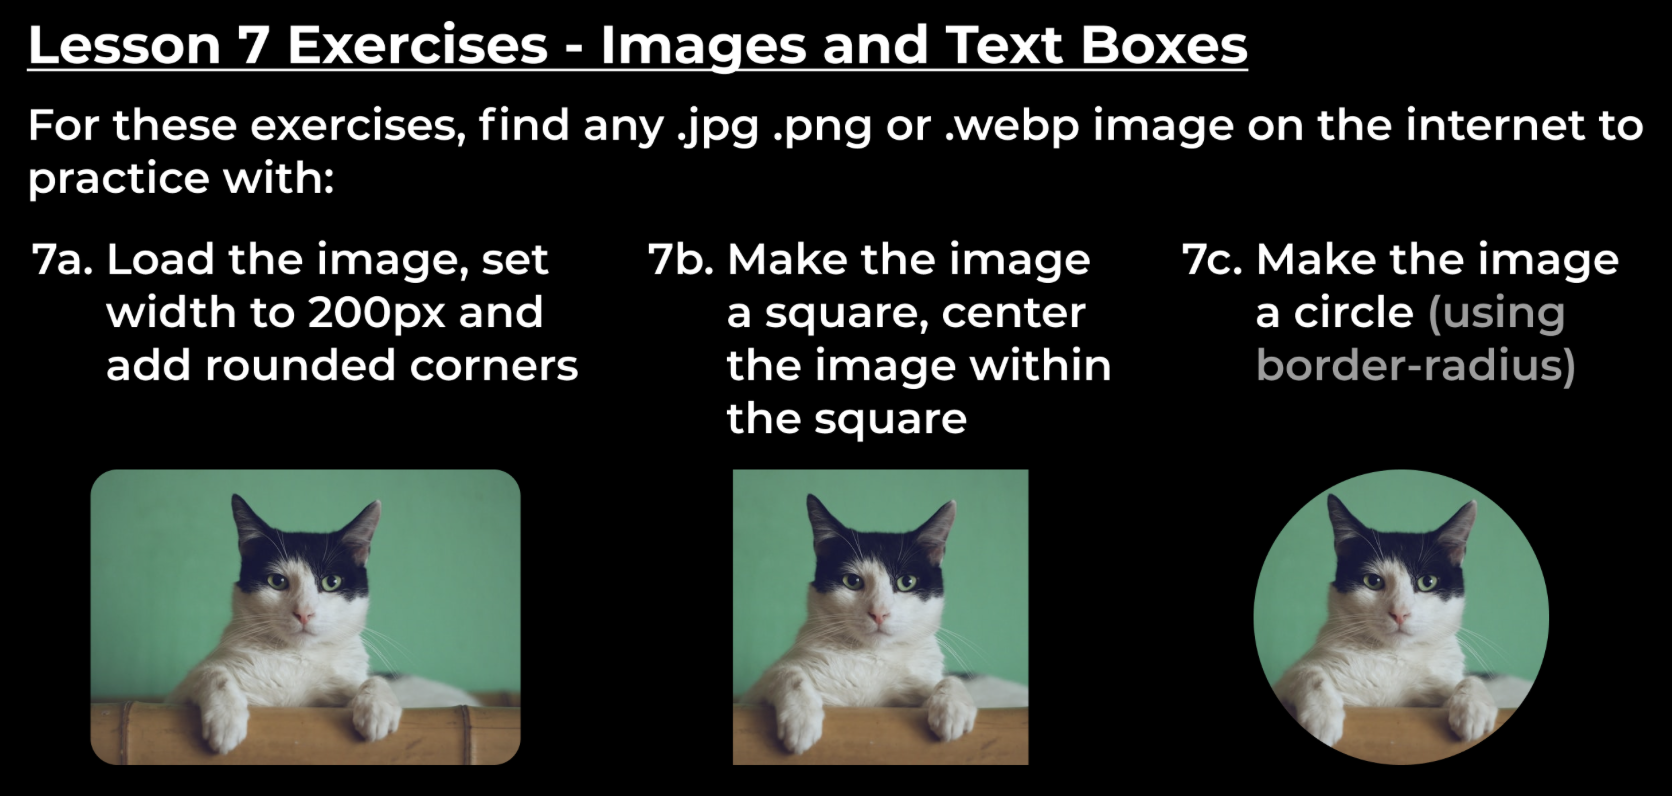 Lesson 7 Exercises - Images and Text Boxes
For these exercises, find any .jpg .png or .webp image on the internet to
practice with:
7a. Load the image, set
width to 200px and
add rounded corners
7b. Make the image
a square, center
the image within
the square
7c. Make the image
a circle (using
border-radius)